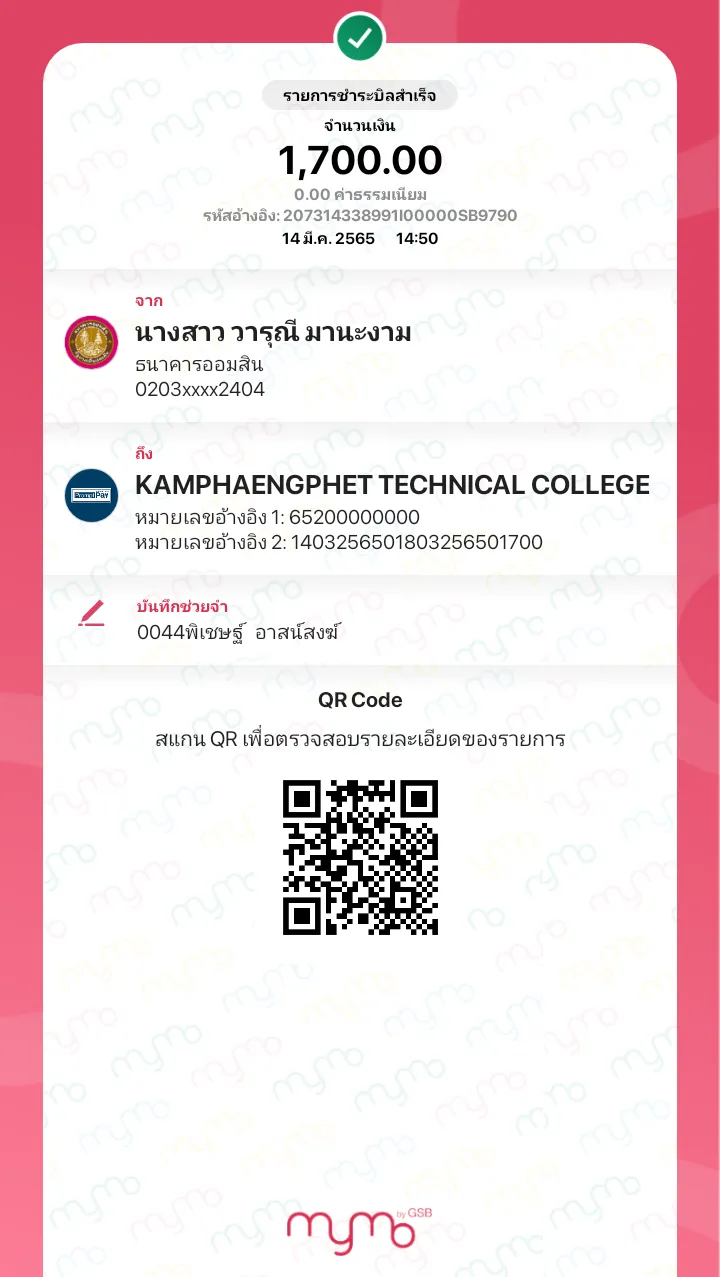 รายการชำระบิลสำเร็จ
จำนวนเงิน
1,700.00
0.00 ค่าธรรมเนียม
รหัสอ้างอิง: 207314338991I00000SB9790
14 มี.ค. 2565 14:50
จาก
นางสาว วารุณี มานะงาม
ธนาคารออมสิน
0203xxxx2404
ถึง
KAMPHAENGPHET TECHNICAL COLLEGE
หมายเลขอ้างอิง 1: 65200000000
หมายเลขอ้างอิง 2: 1403256501803256501700
บันทึกช่วยจำ
0044พิเชษฐ์ อาสน์สงฆ์
QR Code
สแกน QR เพื่อตรวจสอบรายละเอียดของรายการ
mymo by GSB